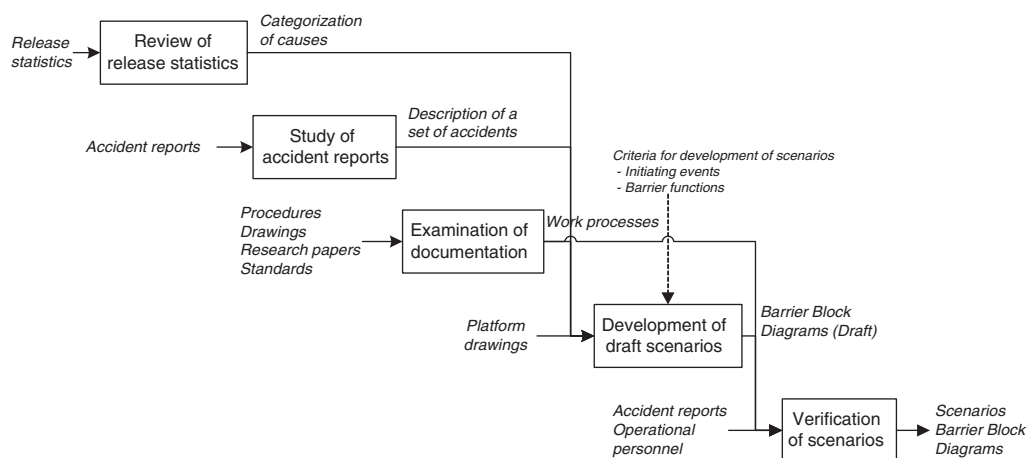 Release
statistics
Review of
release statistics
Categorization
of causes
Accident reports
Study of
accident reports
Description of a
set of accidents
Criteria for development of scenarios
- Initiating events
- Barrier functions
Procedures
Drawings
Research papers
Standards
Examination of
documentation
Work processes
Platform
drawings
Development of
draft scenarios
Barrier Block
Diagrams (Draft)
Accident reports
Operational
personnel
Verification
of scenarios
Scenarios
Barrier Block
Diagrams